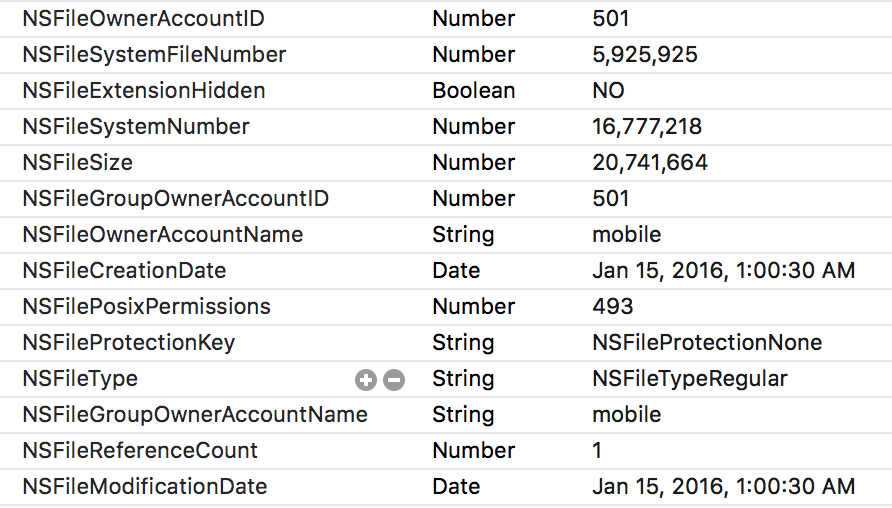 NSFileOwnerAccountID Number 501
NSFileSystemFileNumber Number 5,925,925
NSFileExtensionHidden Boolean NO
NSFileSystemNumber Number 16,777,218
NSFileSize Number 20,741,664
NSFileGroupOwnerAccountID Number 501
NSFileOwnerAccountName String mobile
NSFileCreationDate Date Jan 15, 2016, 1:00:30 AM
NSFilePosixPermissions Number 493
NSFileProtectionKey String NSFileProtectionNone
NSFileType String NSFileTypeRegular
NSFileGroupOwnerAccountName String mobile
NSFileReferenceCount Number 1
NSFileModificationDate Date Jan 15, 2016, 1:00:30 AM